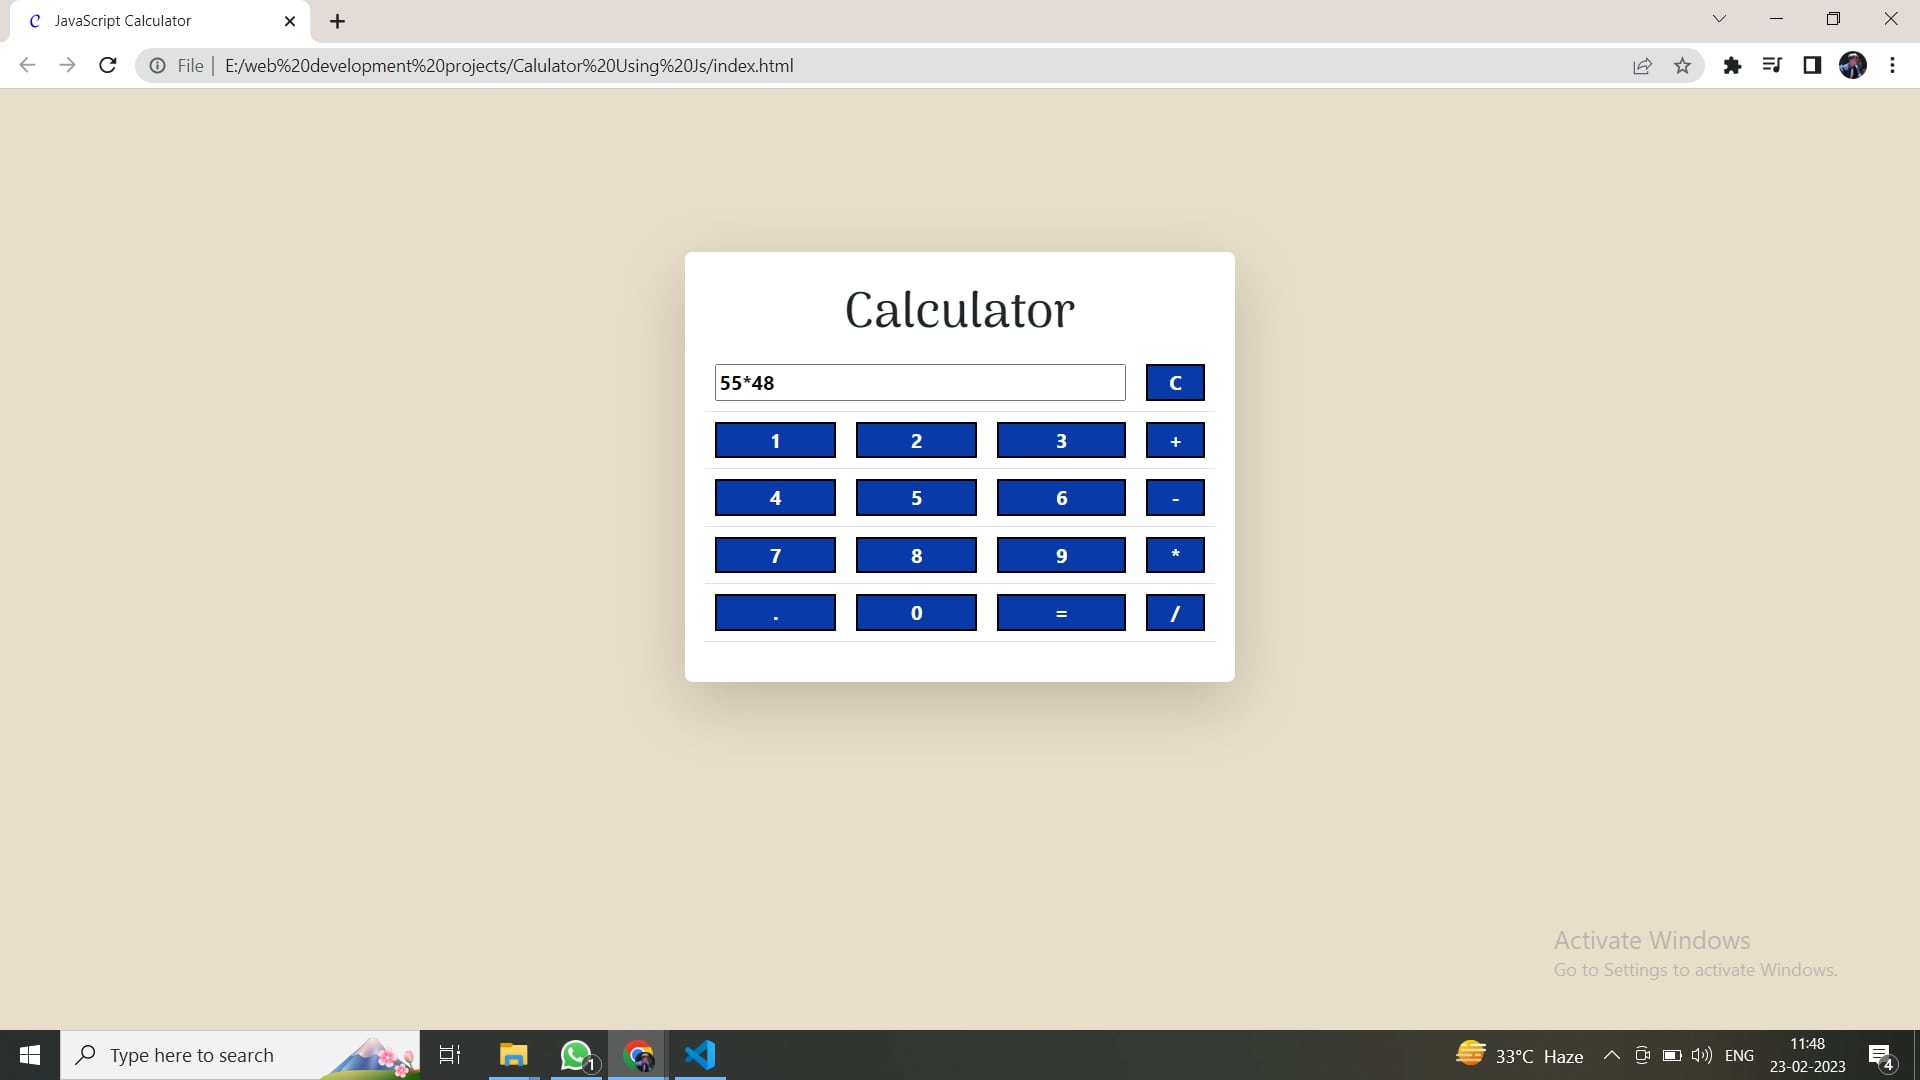 C JavaScript Calculator
File E:/web%20development%20projects/Calulator%20Using%20Js/index.html
Calculator
55*48 C
1 2 3 +
4 5 6 -
7 8 9 *
. 0 = /
Activate Windows
Go to Settings to activate Windows.
Type here to search
1
33°C Haze
ENG
11:48
23-02-2023
4